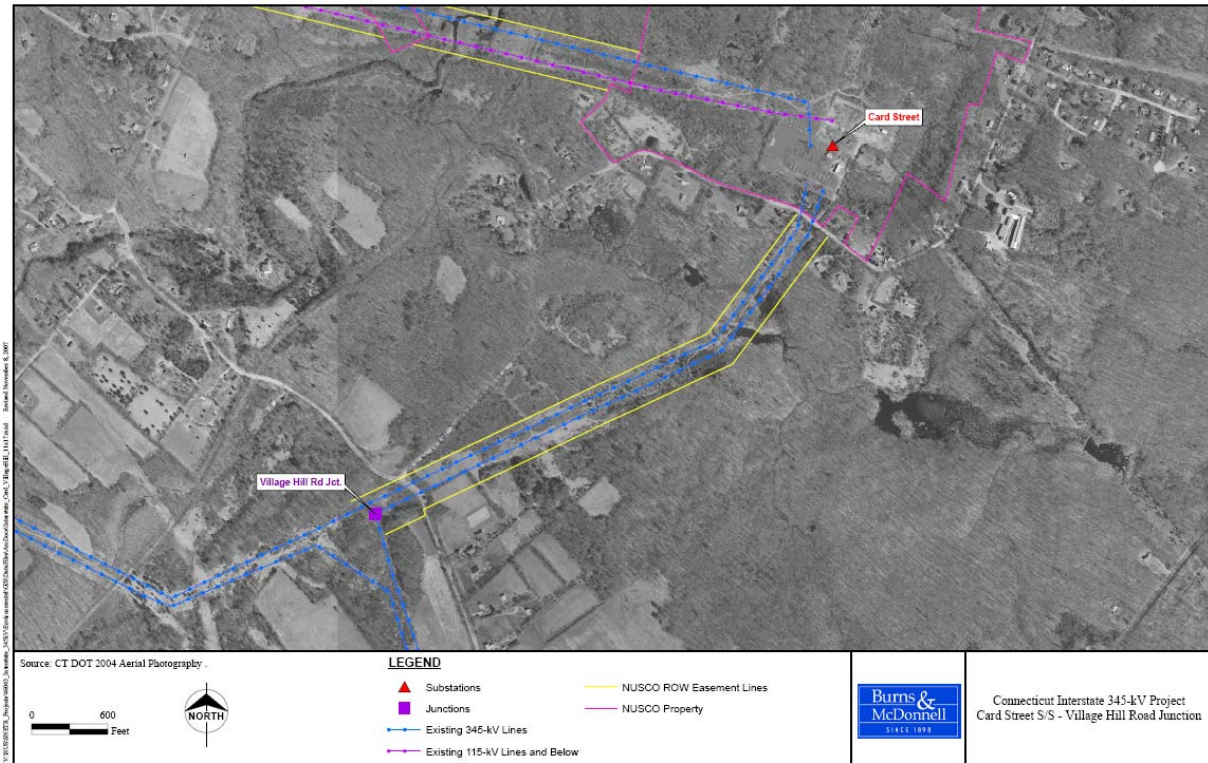 Card Street
Village Hill Rd Jct.
Revised November 8, 2007
Source: CT DOT 2004 Aerial Photography .
0 600
Feet
NORTH
LEGEND
Substations
Junctions
Existing 345-kV Lines
Existing 115-kV Lines and Below
NUSCO ROW Easement Lines
NUSCO Property
Burns &
McDonnell
SINCE 1898
Connecticut Interstate 345-kV Project
Card Street S/S - Village Hill Road Junction